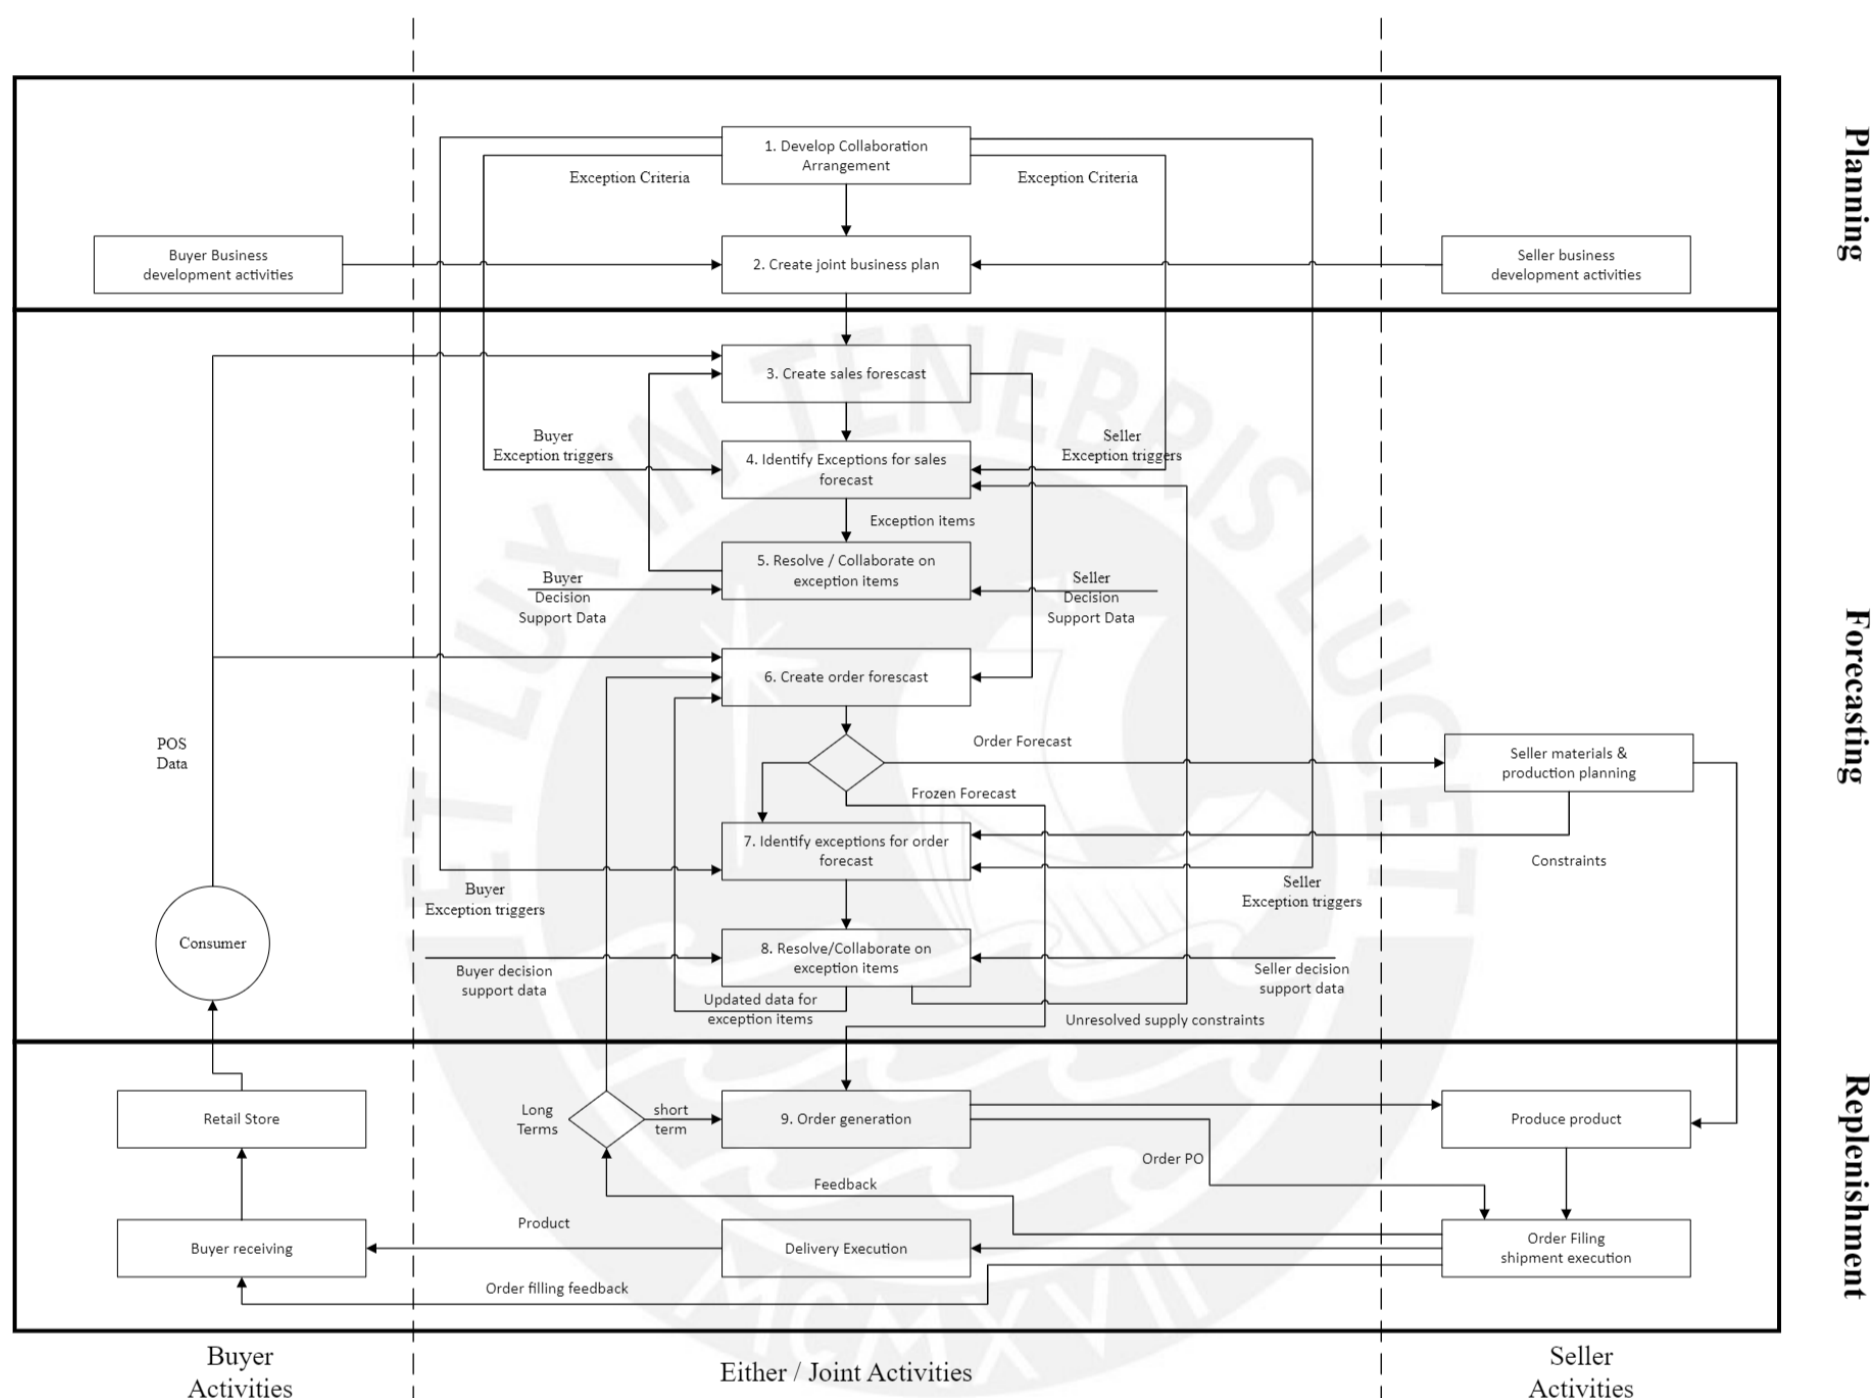 1. Develop Collaboration
Arrangement
Exception Criteria
Exception Criteria
Buyer Business
development activities
2. Create joint business plan
Seller business
development activities
Planning
3. Create sales forescast
Buyer
Exception triggers
4. Identify Exceptions for sales
forecast
Seller
Exception triggers
Exception items
5. Resolve / Collaborate on
exception items
Buyer
Decision
Support Data
Seller
Decision
Support Data
6. Create order forescast
POS
Data
Order Forecast
Seller materials &
production planning
Frozen Forecast
7. Identify exceptions for order
forecast
Constraints
Buyer
Exception triggers
Seller
Exception triggers
Consumer
8. Resolve/Collaborate on
exception items
Buyer decision
support data
Seller decision
support data
Updated data for
exception items
Unresolved supply constraints
Forecasting
Retail Store
Long
Terms
short
term
9. Order generation
Produce product
Order PO
Feedback
Product
Buyer receiving
Delivery Execution
Order Filing
shipment execution
Order filling feedback
Replenishment
Buyer
Activities
Either / Joint Activities
Seller
Activities
ET LUX IN TENEBRIS LUCET
MCMXVII